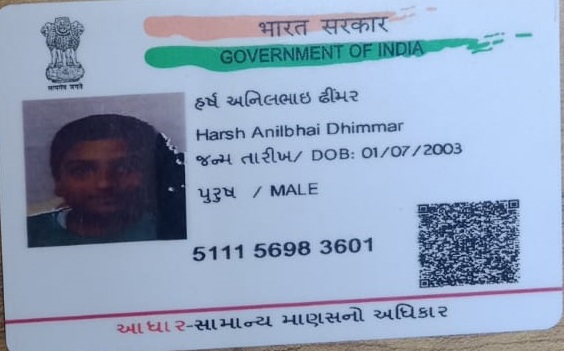 भारत सरकार
GOVERNMENT OF INDIA
सत्यमेव जयते
હર્ષ અનિલભાઇ ઢીંમર
Harsh Anilbhai Dhimmar
જન્મ તારીખ/ DOB: 01/07/2003
પુરુષ / MALE
5111 5698 3601
આધાર-સામાન્ય માણસનો અધિકાર